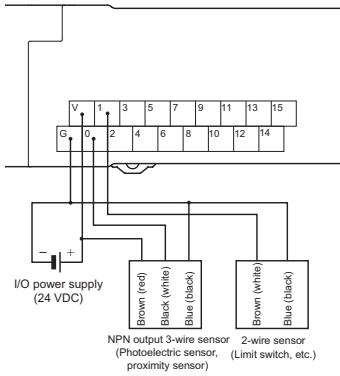 V 1 3 5 7 9 11 13 15
G 0 2 4 6 8 10 12 14
− +
I/O power supply
(24 VDC)
Brown (red)
Black (white)
Blue (black)
Brown (white)
Blue (black)
NPN output 3-wire sensor
(Photoelectric sensor,
proximity sensor)
2-wire sensor
(Limit switch, etc.)